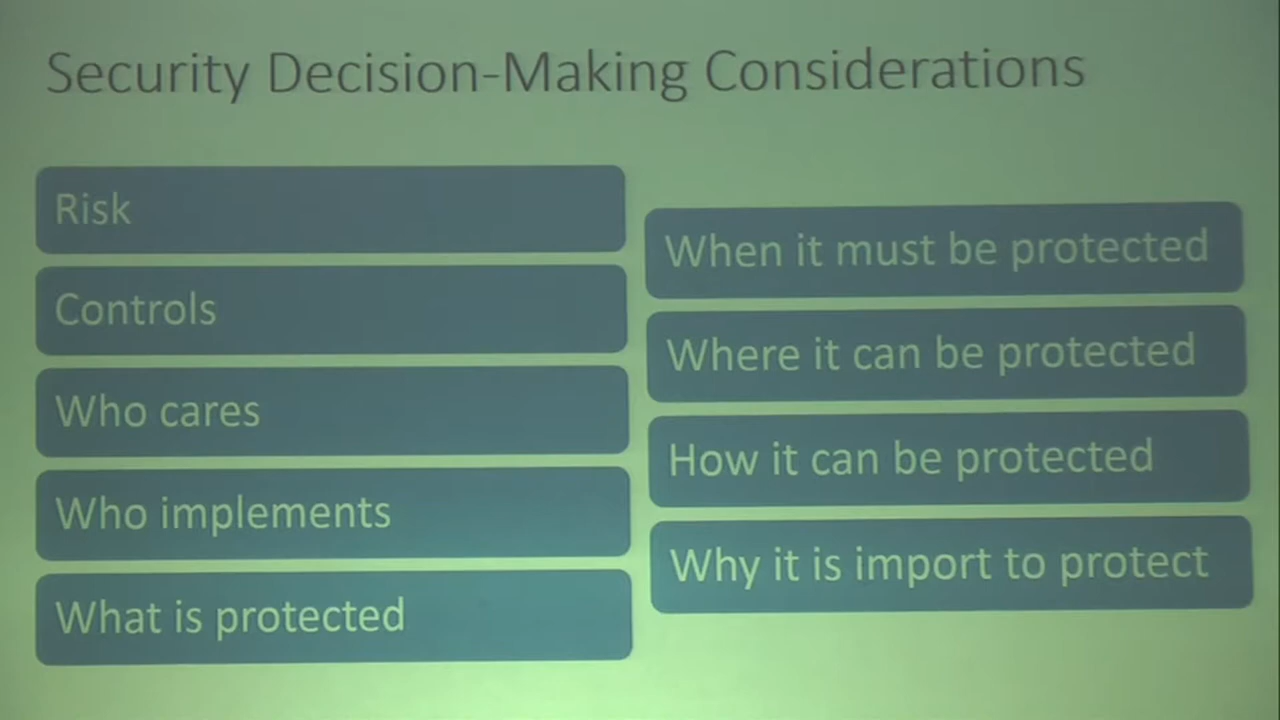 Security Decision-Making Considerations
Risk
Controls
Who cares
Who implements
What is protected
When it must be protected
Where it can be protected
How it can be protected
Why it is import to protect